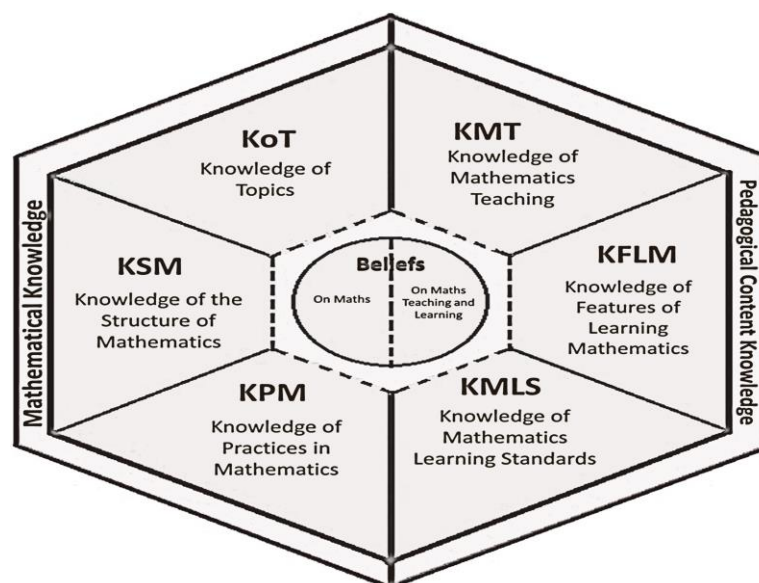 KoT
Knowledge of
Topics
KMT
Knowledge of
Mathematics
Teaching
Mathematical Knowledge
KSM
Knowledge of the
Structure of
Mathematics
Beliefs
On Maths
On Maths
Teaching and
Learning
KFLM
Knowledge of
Features of
Learning
Mathematics
Pedagogical Content Knowledge
KPM
Knowledge of
Practices in
Mathematics
KMLS
Knowledge of
Mathematics
Learning Standards